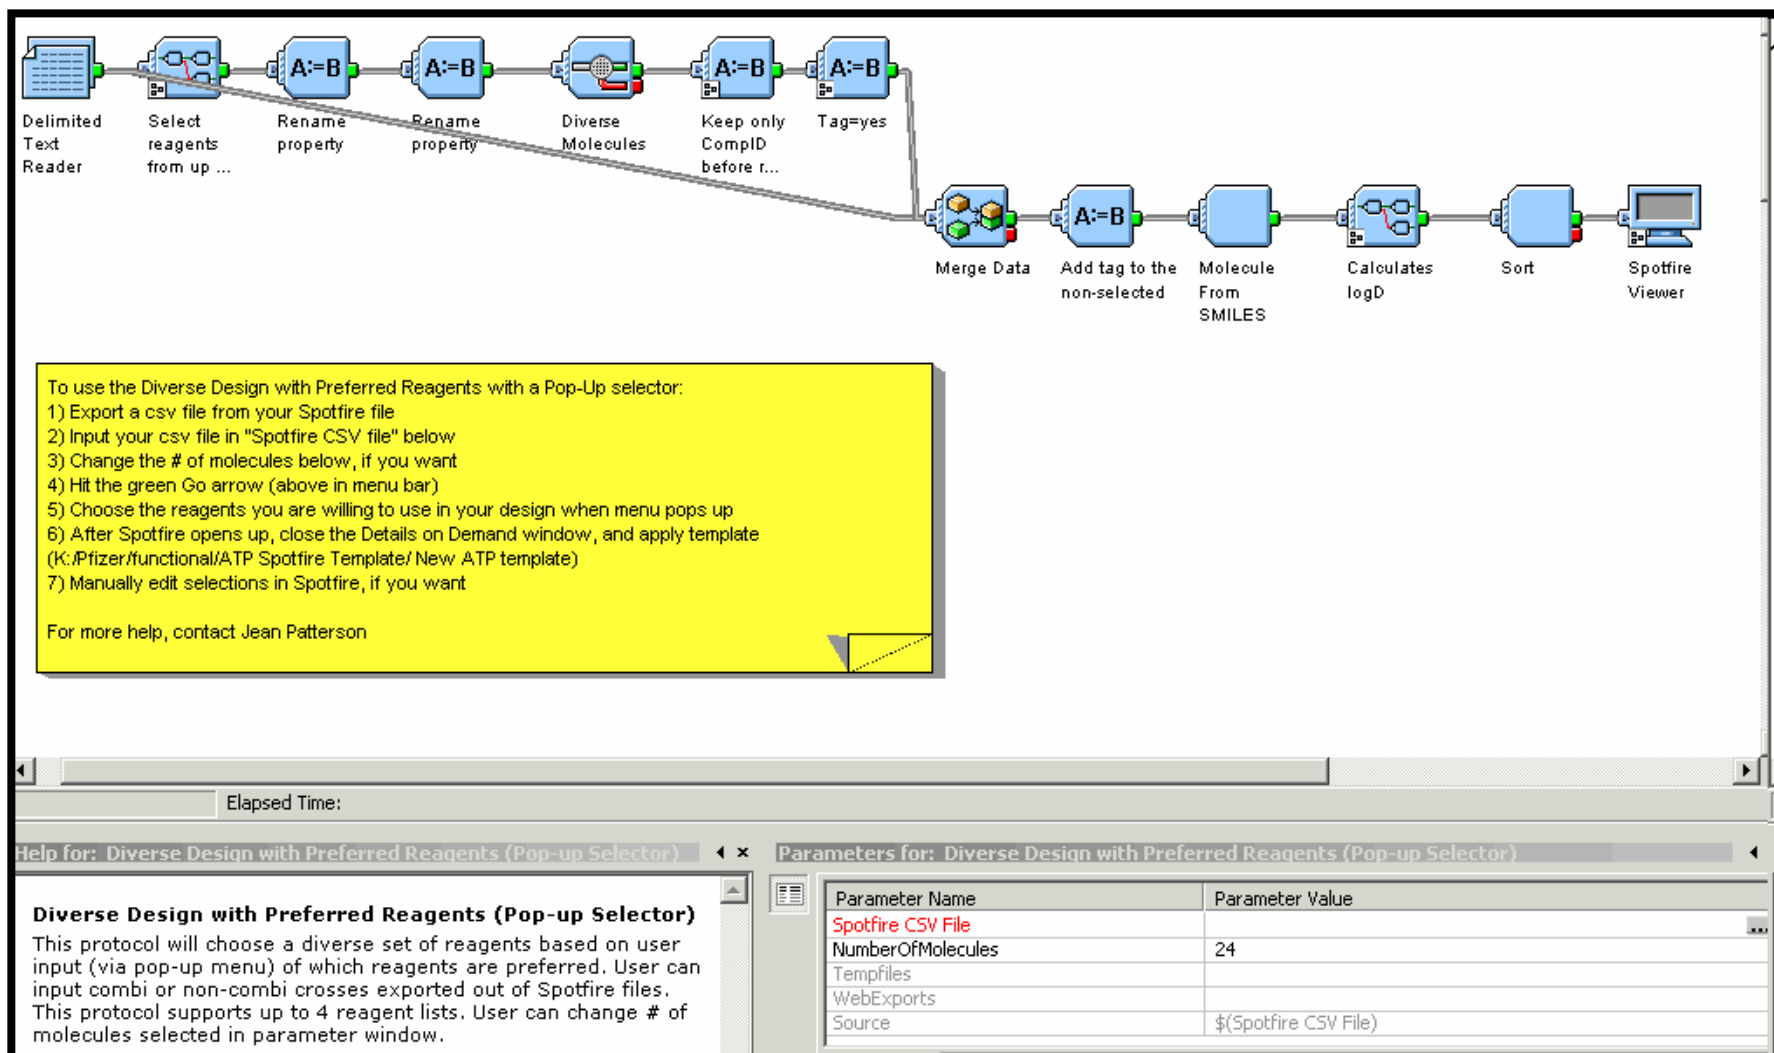 A:=B
A:=B
A:=B
A:=B
Delimited
Text
Reader
Select
reagents
from up ...
Rename
property
Rename
property
Diverse
Molecules
Keep only
CompID
before r...
Tag=yes
A:=B
Merge Data
Add tag to the
non-selected
Molecule
From
SMILES
Calculates
logD
Sort
Spotfire
Viewer
To use the Diverse Design with Preferred Reagents with a Pop-Up selector:
1) Export a csv file from your Spotfire file
2) Input your csv file in "Spotfire CSV file" below
3) Change the # of molecules below, if you want
4) Hit the green Go arrow (above in menu bar)
5) Choose the reagents you are willing to use in your design when menu pops up
6) After Spotfire opens up, close the Details on Demand window, and apply template
(K:/Pfizer/functional/ATP Spotfire Template/ New ATP template)
7) Manually edit selections in Spotfire, if you want
For more help, contact Jean Patterson
Elapsed Time:
Help for: Diverse Design with Preferred Reagents (Pop-up Selector)
Diverse Design with Preferred Reagents (Pop-up Selector)
This protocol will choose a diverse set of reagents based on user
input (via pop-up menu) of which reagents are preferred. User can
input combi or non-combi crosses exported out of Spotfire files.
This protocol supports up to 4 reagent lists. User can change # of
molecules selected in parameter window.
Parameters for: Diverse Design with Preferred Reagents (Pop-up Selector)
Parameter Name Parameter Value
Spotfire CSV File ...
NumberOfMolecules 24
Tempfiles
WebExports
Source $(Spotfire CSV File)